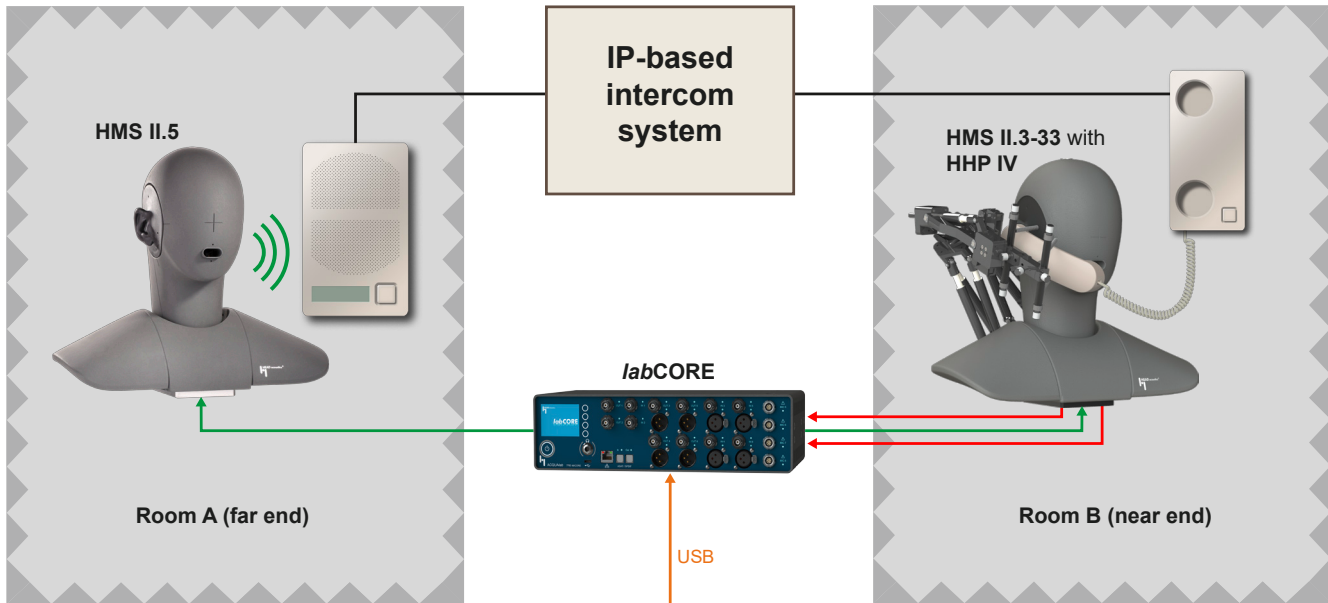 IP-based
intercom
system
HMS II.5
HMS II.3-33 with
HHP IV
labCORE
labCORE
Room A (far end)
Room B (near end)
USB